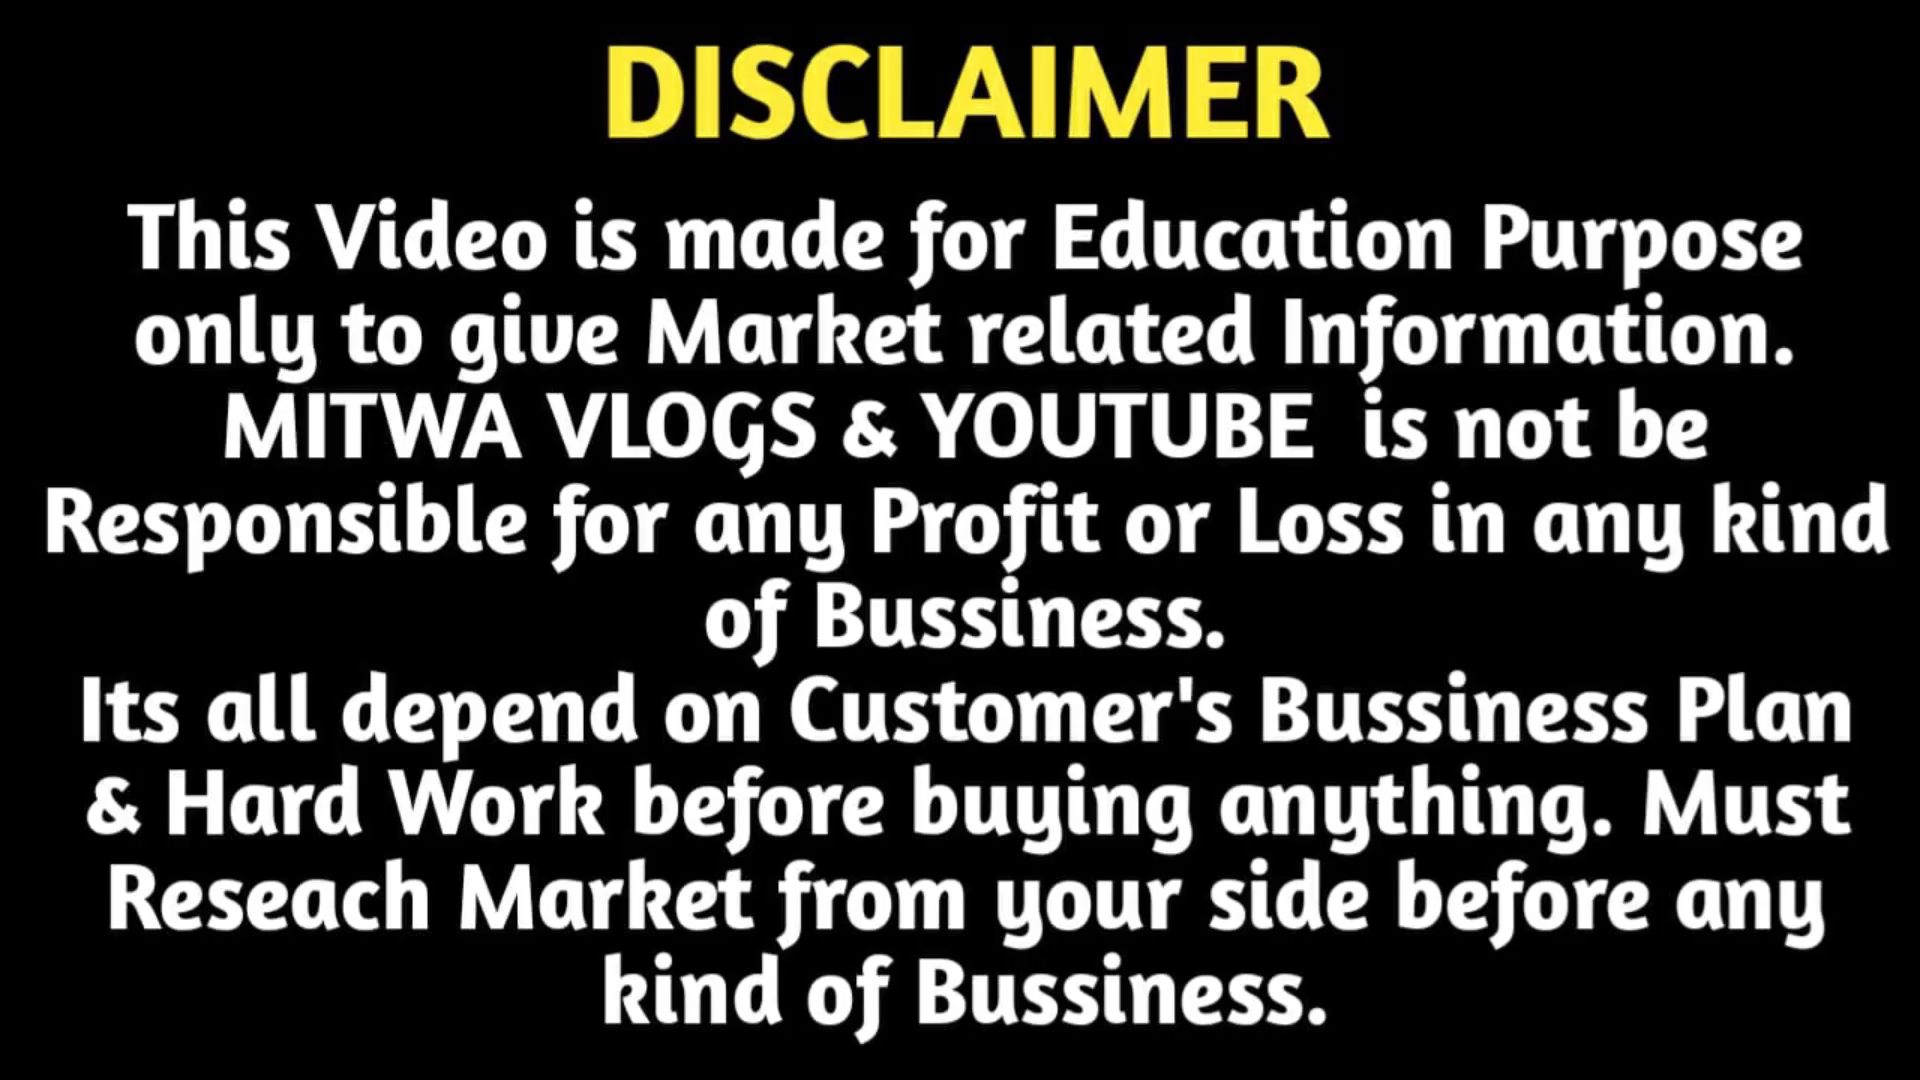 DISCLAIMER
This Video is made for Education Purpose
only to give Market related Information.
MITWA VLOGS & YOUTUBE is not be
Responsible for any Profit or Loss in any kind
of Bussiness.
Its all depend on Customer's Bussiness Plan
& Hard Work before buying anything. Must
Reseach Market from your side before any
kind of Bussiness.